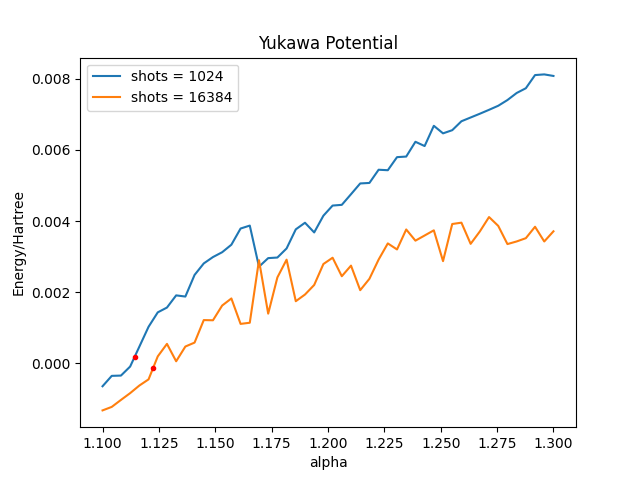 Yukawa Potential
shots = 1024
shots = 16384
Energy/Hartree
0.008
0.006
0.004
0.002
0.000
1.100 1.125 1.150 1.175 1.200 1.225 1.250 1.275 1.300
alpha